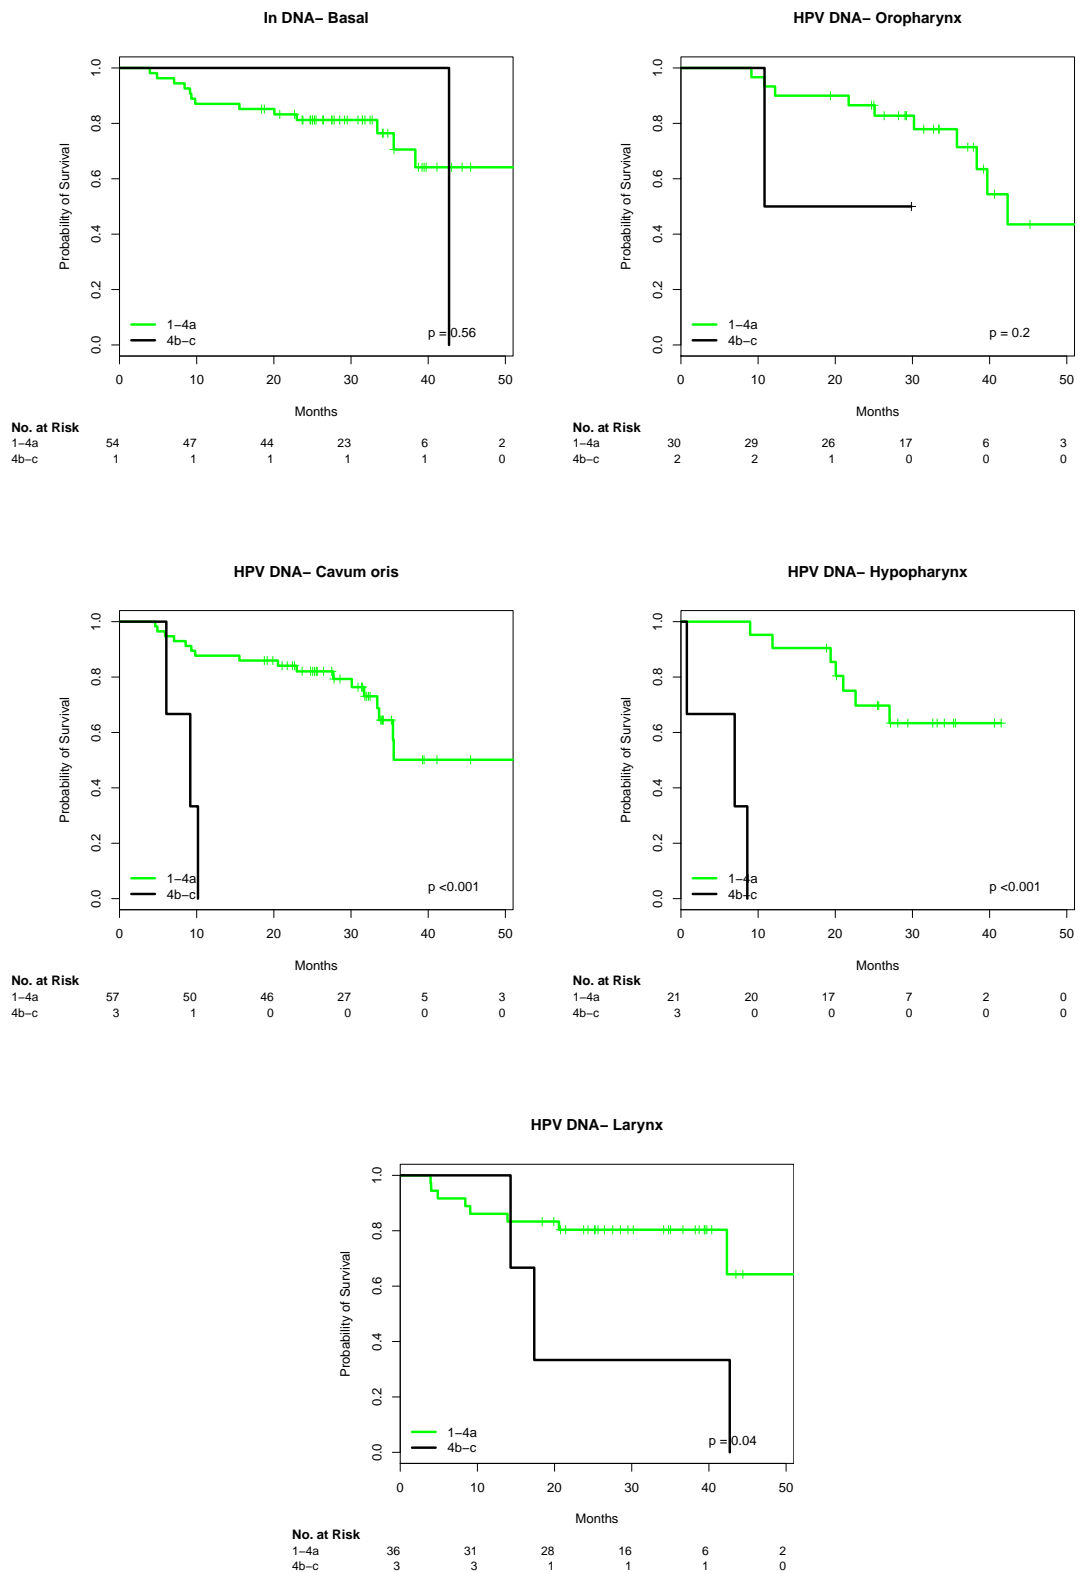 In DNA− Basal
Probability of Survival
0.0 0.2 0.4 0.6 0.8 1.0
1−4a
4b−c
p = 0.56
0 10 20 30 40 50
Months
No. at Risk
1−4a 54 47 44 23 6 2
4b−c 1 1 1 1 1 0
HPV DNA− Oropharynx
Probability of Survival
0.0 0.2 0.4 0.6 0.8 1.0
1−4a
4b−c
p = 0.2
0 10 20 30 40 50
Months
No. at Risk
1−4a 30 29 26 17 6 3
4b−c 2 2 1 0 0 0
HPV DNA− Cavum oris
Probability of Survival
0.0 0.2 0.4 0.6 0.8 1.0
1−4a
4b−c
p <0.001
0 10 20 30 40 50
Months
No. at Risk
1−4a 57 50 46 27 5 3
4b−c 3 1 0 0 0 0
HPV DNA− Hypopharynx
Probability of Survival
0.0 0.2 0.4 0.6 0.8 1.0
1−4a
4b−c
p <0.001
0 10 20 30 40 50
Months
No. at Risk
1−4a 21 20 17 7 2 0
4b−c 3 0 0 0 0 0
HPV DNA− Larynx
Probability of Survival
0.0 0.2 0.4 0.6 0.8 1.0
1−4a
4b−c
p = 0.04
0 10 20 30 40 50
Months
No. at Risk
1−4a 36 31 28 16 6 2
4b−c 3 3 1 1 1 0